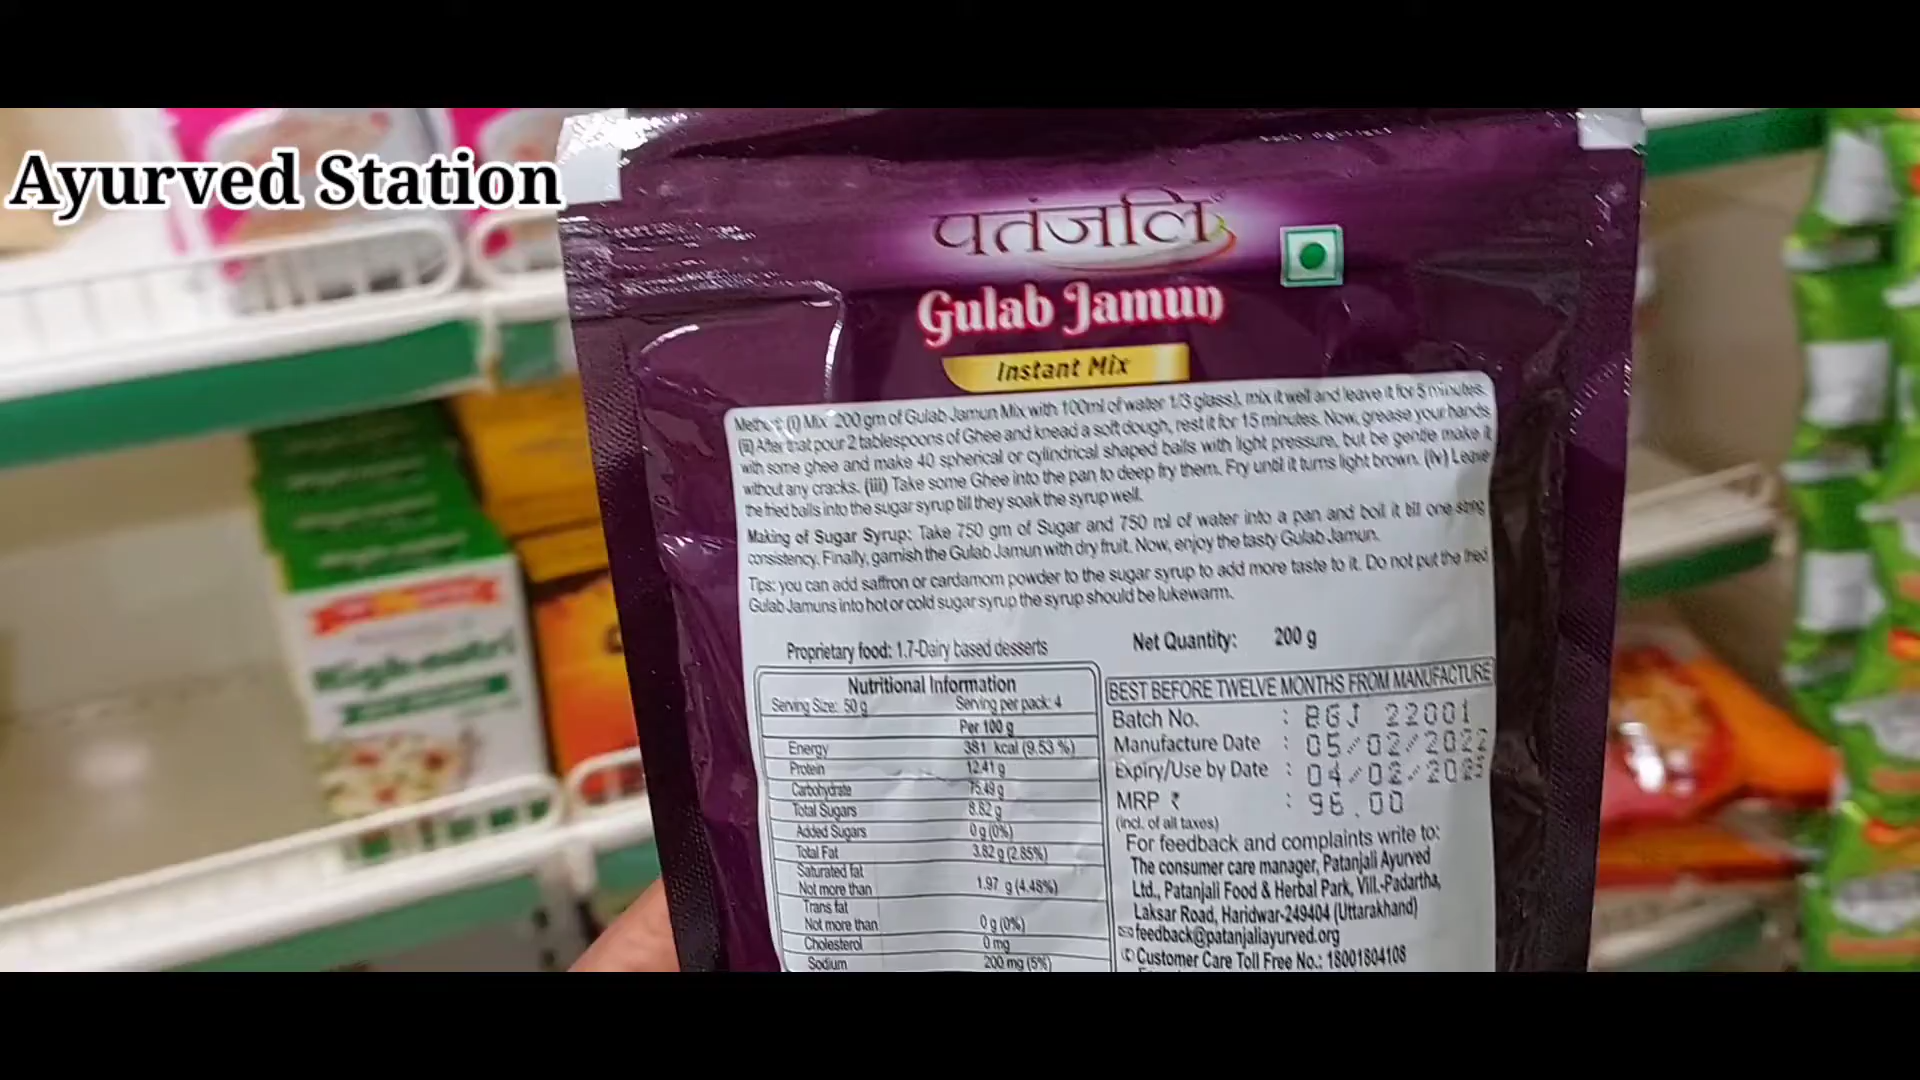 Ayurved Station
पतंजलि
Gulab Jamun
Instant Mix
Method: (i) Mix 200 gm of Gulab Jamun Mix with 100ml of water 1/3 glass), mix it well and leave it for 5 minutes.
(ii) After that pour 2 tablespoons of Ghee and knead a soft dough, rest it for 15 minutes. Now, grease your hands
with some ghee and make 40 spherical or cylindrical shaped balls with light pressure, but be gentle make it
without any cracks. (iii) Take some Ghee into the pan to deep fry them. Fry until it turns light brown. (iv) Leave
the fried balls into the sugar syrup till they soak the syrup well.
Making of Sugar Syrup: Take 750 gm of Sugar and 750 ml of water into a pan and boil it till one string
consistency. Finally, garnish the Gulab Jamun with dry fruit. Now, enjoy the tasty Gulab Jamun.
Tips: you can add saffron or cardamom powder to the sugar syrup to add more taste to it. Do not put the fried
Gulab Jamuns into hot or cold sugar syrup the syrup should be lukewarm.
Proprietary food: 1.7-Dairy based desserts
Net Quantity: 200 g
Nutritional Information
Serving Size: 50 g Serving per pack: 4
Per 100 g
Energy 381 kcal (9.53 %)
Protein 12.41 g
Carbohydrate 75.49 g
Total Sugars 8.82 g
Added Sugars 0 g (0%)
Total Fat 3.82 g (2.85%)
Saturated fat
Not more than 1.97 g (4.48%)
Trans fat
Not more than 0 g (0%)
Cholesterol 0 mg
Sodium 200 mg (5%)
BEST BEFORE TWELVE MONTHS FROM MANUFACTURE
Batch No. : BGJ 22001
Manufacture Date : 05-02-2022
Expiry/Use by Date : 04-02-2023
MRP ₹ : 96.00
(incl. of all taxes)
For feedback and complaints write to:
The consumer care manager, Patanjali Ayurved
Ltd., Patanjali Food & Herbal Park, Vill.-Padartha,
Laksar Road, Haridwar-249404 (Uttarakhand)
feedback@patanjaliayurved.org
Customer Care Toll Free No.: 18001804108